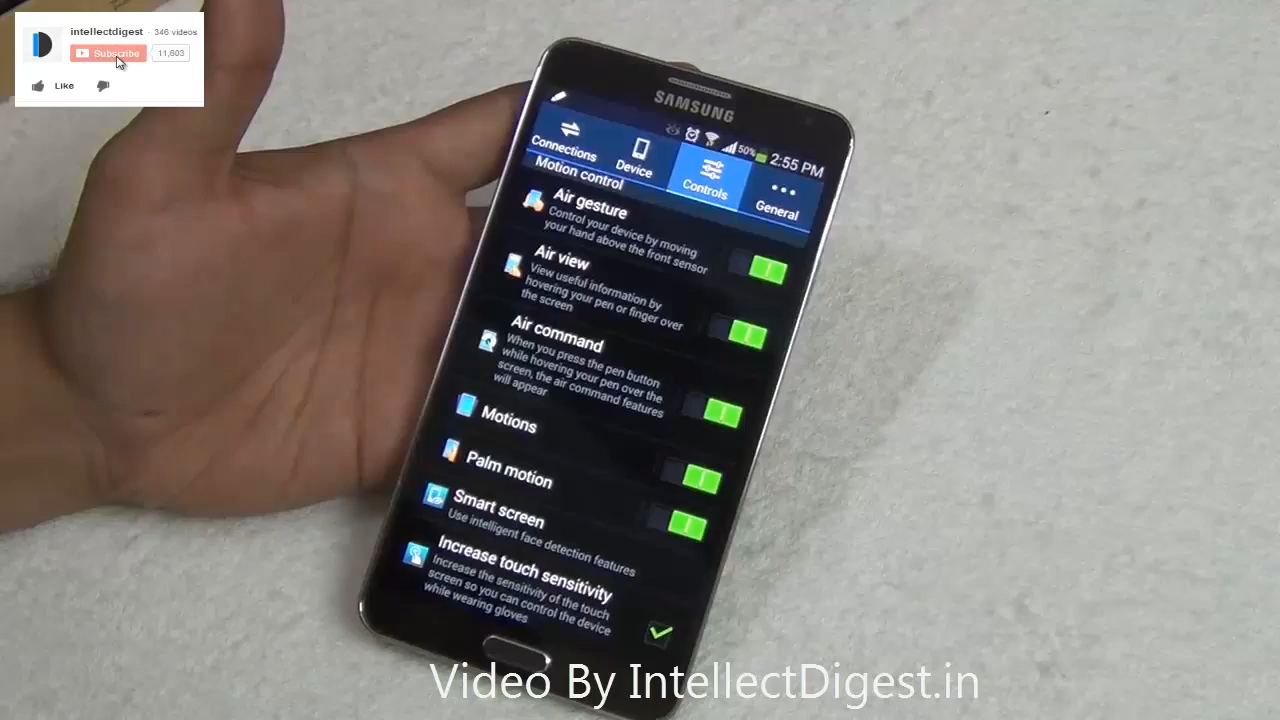 intellectdigest · 346 videos
Subscribe 11,603
Like
SAMSUNG
50% 2:55 PM
Connections Device Controls General
Motion control
Air gesture
Control your device by moving
your hand above the front sensor
Air view
View useful information by
hovering your pen or finger over
the screen
Air command
When you press the pen button
while hovering your pen over the
screen, the air command features
will appear
Motions
Palm motion
Smart screen
Use intelligent face detection features
Increase touch sensitivity
Increase the sensitivity of the touch
screen so you can control the device
while wearing gloves
Video By IntellectDigest.in